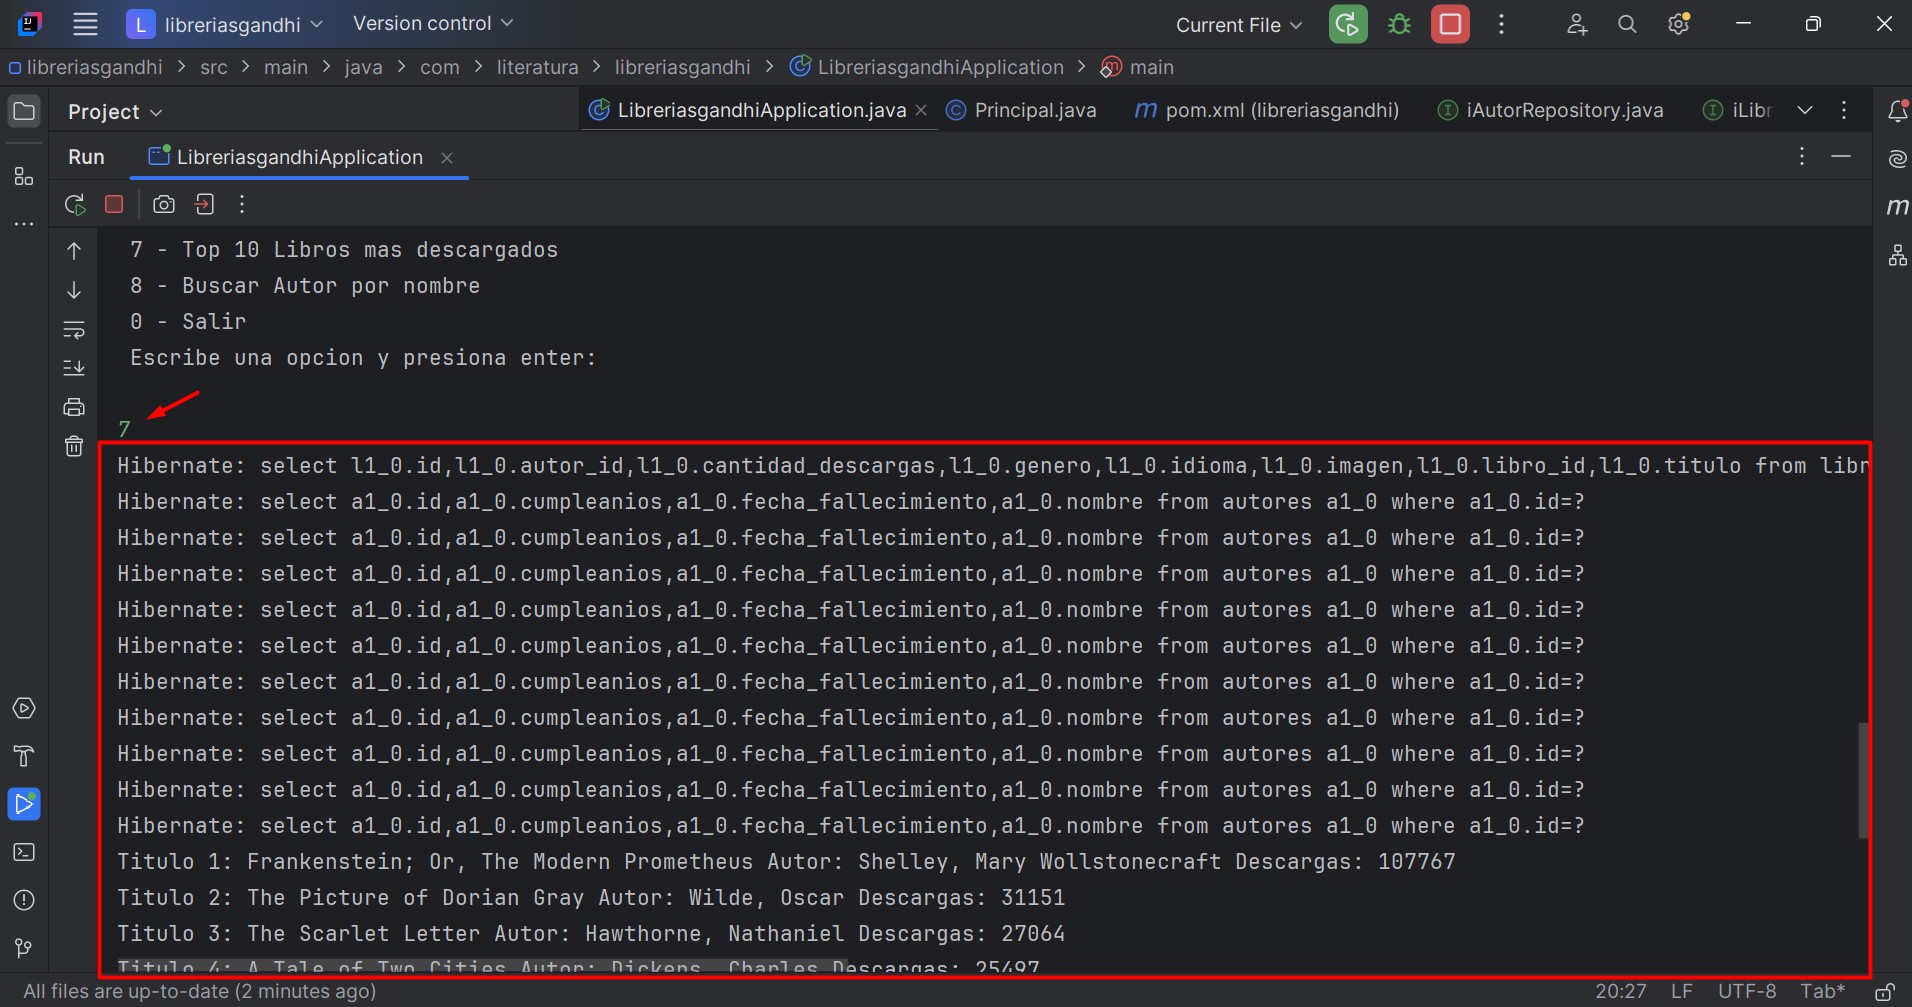 L libreriasgandhi Version control Current File
libreriasgandhi > src > main > java > com > literatura > libreriasgandhi > LibreriasgandhiApplication > main
Project LibreriasgandhiApplication.java Principal.java pom.xml (libreriasgandhi) iAutorRepository.java iLibr
Run LibreriasgandhiApplication
7 - Top 10 Libros mas descargados
8 - Buscar Autor por nombre
0 - Salir
Escribe una opcion y presiona enter:
7
Hibernate: select l1_0.id,l1_0.autor_id,l1_0.cantidad_descargas,l1_0.genero,l1_0.idioma,l1_0.imagen,l1_0.libro_id,l1_0.titulo from libr
Hibernate: select a1_0.id,a1_0.cumpleanios,a1_0.fecha_fallecimiento,a1_0.nombre from autores a1_0 where a1_0.id=?
Hibernate: select a1_0.id,a1_0.cumpleanios,a1_0.fecha_fallecimiento,a1_0.nombre from autores a1_0 where a1_0.id=?
Hibernate: select a1_0.id,a1_0.cumpleanios,a1_0.fecha_fallecimiento,a1_0.nombre from autores a1_0 where a1_0.id=?
Hibernate: select a1_0.id,a1_0.cumpleanios,a1_0.fecha_fallecimiento,a1_0.nombre from autores a1_0 where a1_0.id=?
Hibernate: select a1_0.id,a1_0.cumpleanios,a1_0.fecha_fallecimiento,a1_0.nombre from autores a1_0 where a1_0.id=?
Hibernate: select a1_0.id,a1_0.cumpleanios,a1_0.fecha_fallecimiento,a1_0.nombre from autores a1_0 where a1_0.id=?
Hibernate: select a1_0.id,a1_0.cumpleanios,a1_0.fecha_fallecimiento,a1_0.nombre from autores a1_0 where a1_0.id=?
Hibernate: select a1_0.id,a1_0.cumpleanios,a1_0.fecha_fallecimiento,a1_0.nombre from autores a1_0 where a1_0.id=?
Hibernate: select a1_0.id,a1_0.cumpleanios,a1_0.fecha_fallecimiento,a1_0.nombre from autores a1_0 where a1_0.id=?
Hibernate: select a1_0.id,a1_0.cumpleanios,a1_0.fecha_fallecimiento,a1_0.nombre from autores a1_0 where a1_0.id=?
Titulo 1: Frankenstein; Or, The Modern Prometheus Autor: Shelley, Mary Wollstonecraft Descargas: 107767
Titulo 2: The Picture of Dorian Gray Autor: Wilde, Oscar Descargas: 31151
Titulo 3: The Scarlet Letter Autor: Hawthorne, Nathaniel Descargas: 27064
Titulo 4: A Tale of Two Cities Autor: Dickens, Charles Descargas: 25497
All files are up-to-date (2 minutes ago) 20:27 LF UTF-8 Tab*